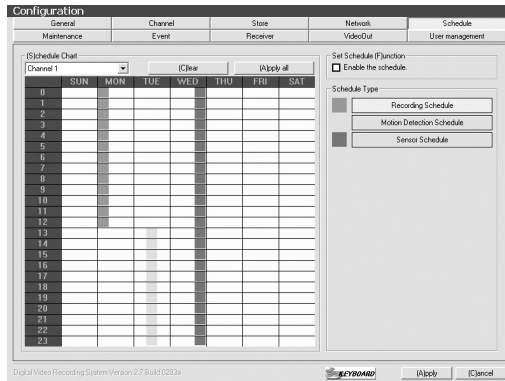 Configuration
General Channel Store Network Schedule
Maintenance Event Receiver VideoOut User management
(S)chedule Chart
Channel 1 (C)lear (A)pply all
SUN MON TUE WED THU FRI SAT
0
1
2
3
4
5
6
7
8
9
10
11
12
13
14
15
16
17
18
19
20
21
22
23
Set Schedule (F)unction
Enable the schedule.
Schedule Type
Recording Schedule
Motion Detection Schedule
Sensor Schedule
Digital Video Recording System Version 2.7 Build 0203a
KEYBOARD (A)pply (C)ancel